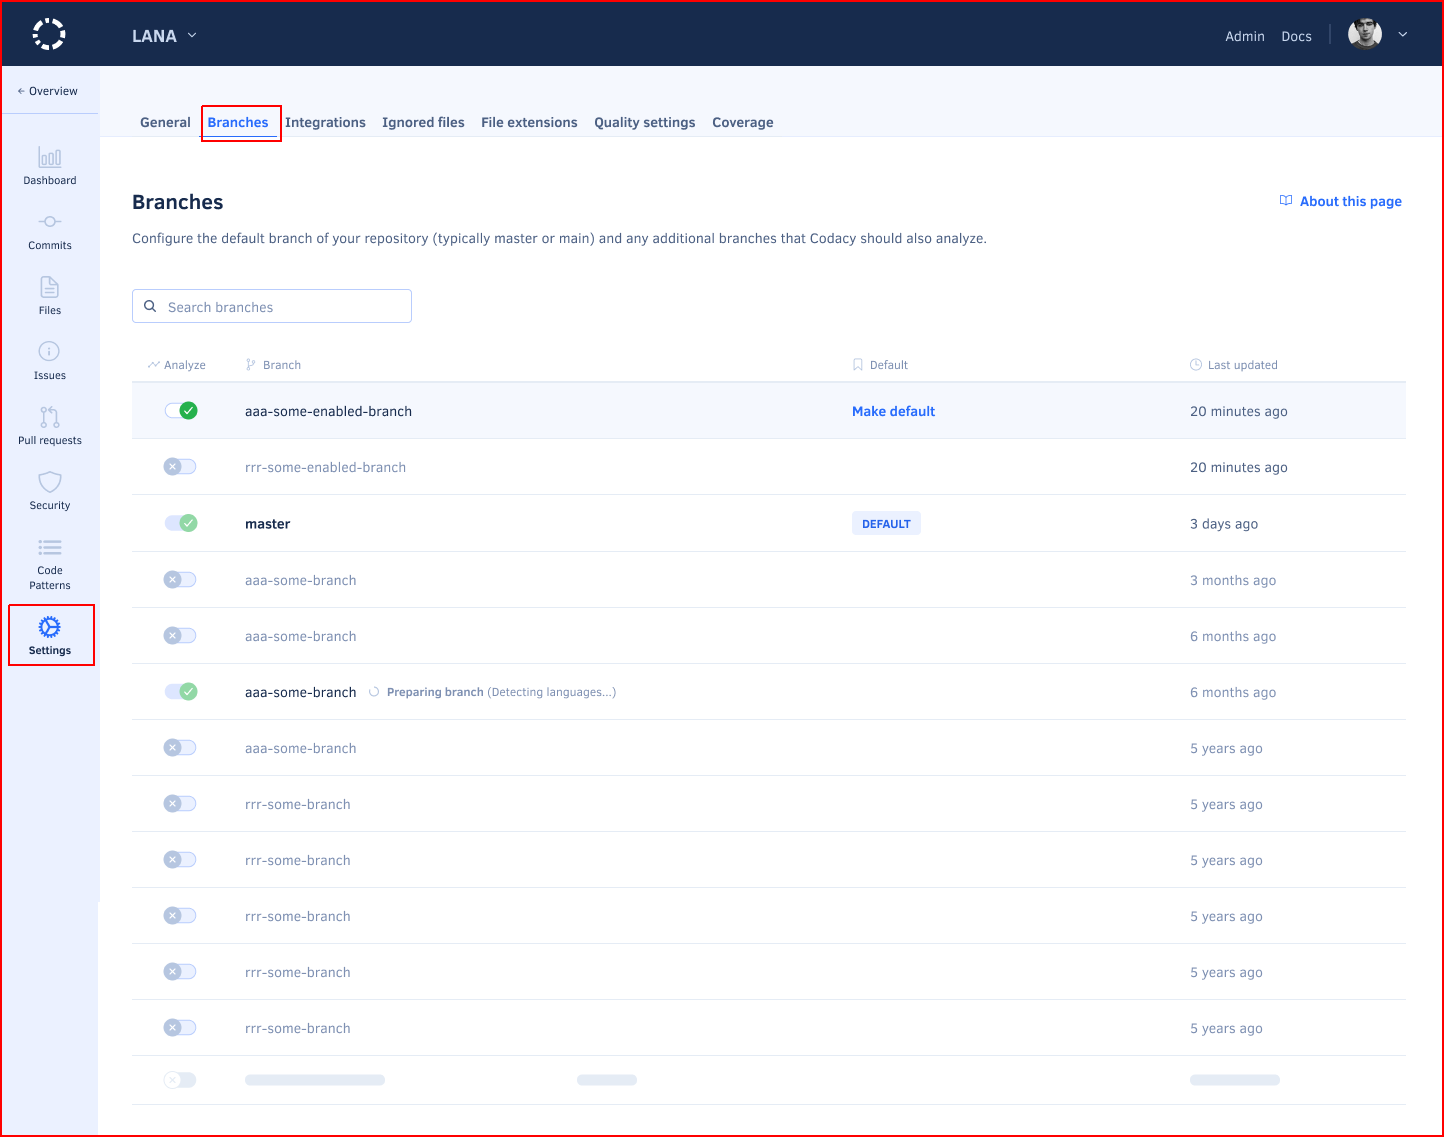 LANA
Admin Docs
← Overview
General Branches Integrations Ignored files File extensions Quality settings Coverage
Dashboard
Commits
Files
Issues
Pull requests
Security
Code
Patterns
Settings
Branches
About this page
Configure the default branch of your repository (typically master or main) and any additional branches that Codacy should also analyze.
Search branches
Analyze Branch Default Last updated
aaa-some-enabled-branch Make default 20 minutes ago
rrr-some-enabled-branch 20 minutes ago
master DEFAULT 3 days ago
aaa-some-branch 3 months ago
aaa-some-branch 6 months ago
aaa-some-branch Preparing branch (Detecting languages...) 6 months ago
aaa-some-branch 5 years ago
rrr-some-branch 5 years ago
rrr-some-branch 5 years ago
rrr-some-branch 5 years ago
rrr-some-branch 5 years ago
rrr-some-branch 5 years ago